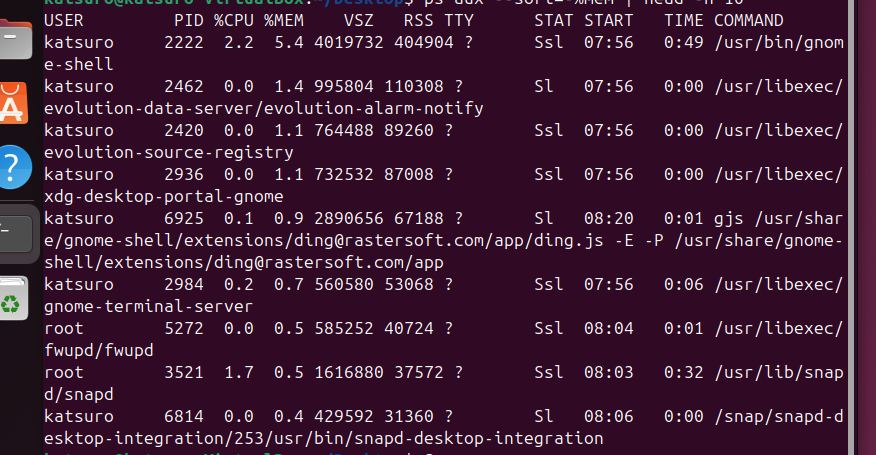 katsuro@katsuro-VirtualBox:~/Desktop$ ps aux --sort=-%mem | head -n 10
USER PID %CPU %MEM VSZ RSS TTY STAT START TIME COMMAND
katsuro 2222 2.2 5.4 4019732 404904 ? Ssl 07:56 0:49 /usr/bin/gnom
e-shell
katsuro 2462 0.0 1.4 995804 110308 ? Sl 07:56 0:00 /usr/libexec/
evolution-data-server/evolution-alarm-notify
katsuro 2420 0.0 1.1 764488 89260 ? Ssl 07:56 0:00 /usr/libexec/
evolution-source-registry
katsuro 2936 0.0 1.1 732532 87008 ? Ssl 07:56 0:00 /usr/libexec/
xdg-desktop-portal-gnome
katsuro 6925 0.1 0.9 2890656 67188 ? Sl 08:20 0:01 gjs /usr/shar
e/gnome-shell/extensions/ding@rastersoft.com/app/ding.js -E -P /usr/share/gnome-
shell/extensions/ding@rastersoft.com/app
katsuro 2984 0.2 0.7 560580 53068 ? Ssl 07:56 0:06 /usr/libexec/
gnome-terminal-server
root 5272 0.0 0.5 585252 40724 ? Ssl 08:04 0:01 /usr/libexec/
fwupd/fwupd
root 3521 1.7 0.5 1616880 37572 ? Ssl 08:03 0:32 /usr/lib/snap
d/snapd
katsuro 6814 0.0 0.4 429592 31360 ? Sl 08:06 0:00 /snap/snapd-d
esktop-integration/253/usr/bin/snapd-desktop-integration